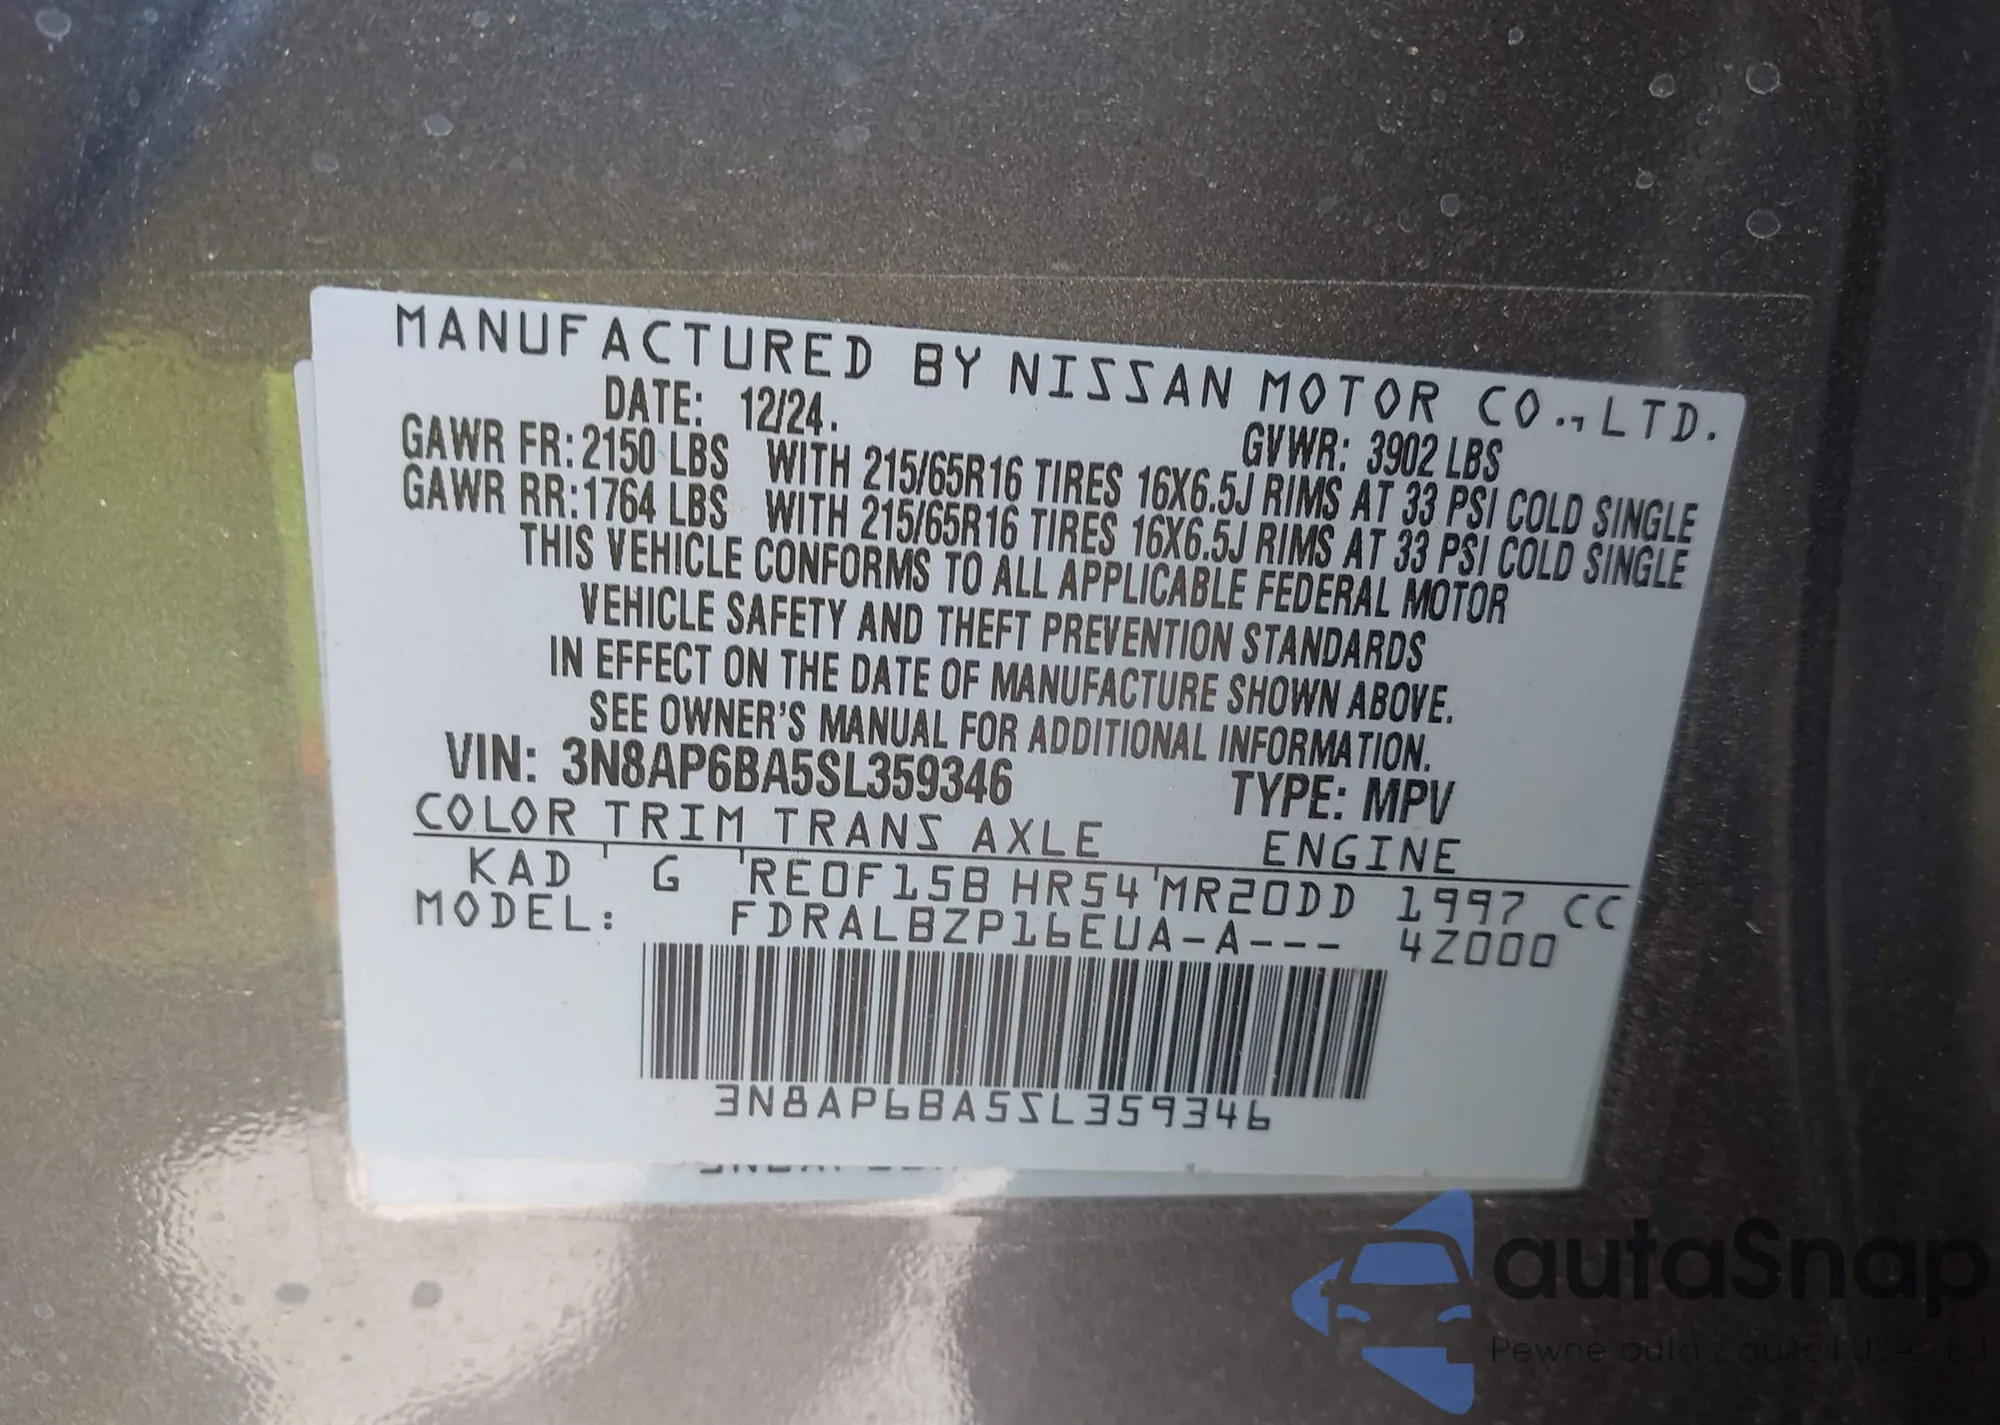 MANUFACTURED BY NISSAN MOTOR CO., LTD.
DATE: 12/24. GVWR: 3902 LBS
GAWR FR: 2150 LBS WITH 215/65R16 TIRES 16X6.5J RIMS AT 33 PSI COLD SINGLE
GAWR RR: 1764 LBS WITH 215/65R16 TIRES 16X6.5J RIMS AT 33 PSI COLD SINGLE
THIS VEHICLE CONFORMS TO ALL APPLICABLE FEDERAL MOTOR
VEHICLE SAFETY AND THEFT PREVENTION STANDARDS
IN EFFECT ON THE DATE OF MANUFACTURE SHOWN ABOVE.
SEE OWNER'S MANUAL FOR ADDITIONAL INFORMATION.
VIN: 3N8AP6BA5SL359346 TYPE: MPV
COLOR TRIM TRANS AXLE ENGINE
KAD G RE0F15B HR54 MR20DD 1997 CC
MODEL: FDRALBZP16EUA-A--- 4Z000
3N8AP6BA5SL359346
autaSnap
Pewne auta z aukcji USA